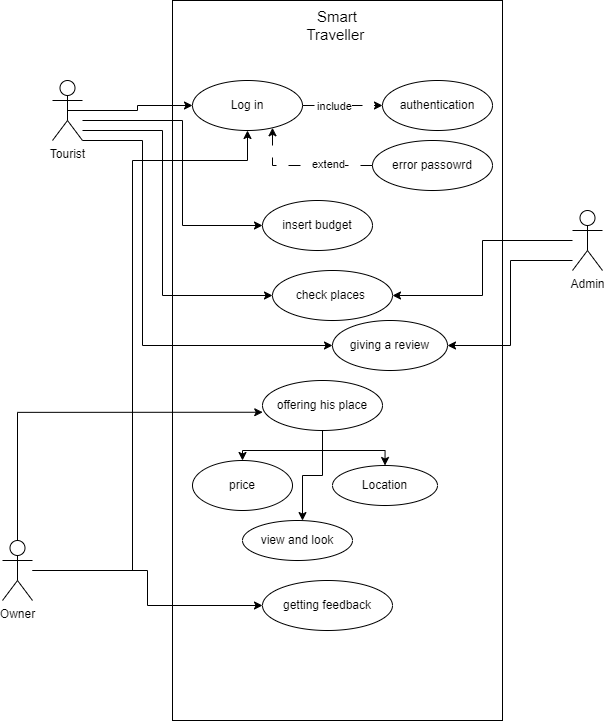 Smart
Traveller
Log in
include
authentication
Tourist
extend
error passowrd
insert budget
Admin
check places
giving a review
offering his place
price
Location
view and look
Owner
getting feedback